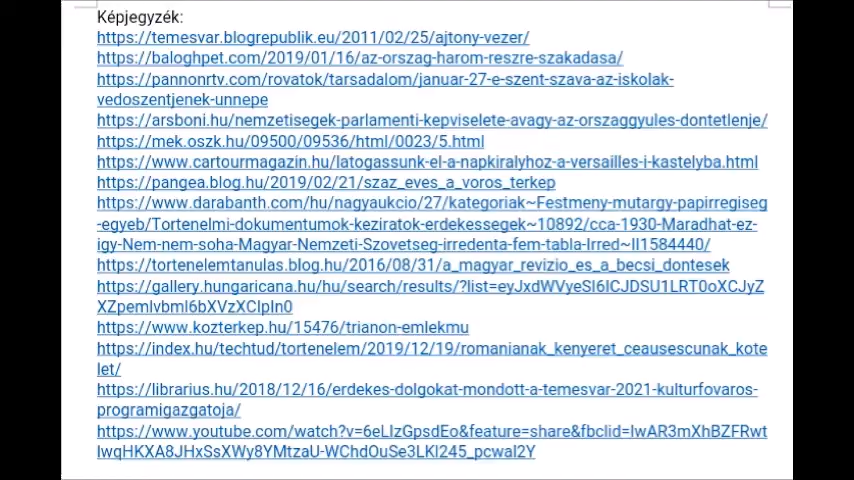 Képjegyzék:
https://temesvar.blogrepublik.eu/2011/02/25/ajtony-vezer/
https://baloghpet.com/2019/01/16/az-orszag-harom-reszre-szakadasa/
https://pannonrtv.com/rovatok/tarsadalom/januar-27-e-szent-szava-az-iskolak-
vedoszentjenek-unnepe
https://arsboni.hu/nemzetisegek-parlamenti-kepviselete-avagy-az-orszaggyules-dontetlenje/
https://mek.oszk.hu/09500/09536/html/0023/5.html
https://www.cartourmagazin.hu/latogassunk-el-a-napkiralyhoz-a-versailles-i-kastelyba.html
https://pangea.blog.hu/2019/02/21/szaz_eves_a_voros_terkep
https://www.darabanth.com/hu/nagyaukcio/27/kategoriak~Festmeny-mutargy-papirregiseg
-egyeb/Tortenelmi-dokumentumok-keziratok-erdekessegek~10892/cca-1930-Maradhat-ez-
igy-Nem-nem-soha-Magyar-Nemzeti-Szovetseg-irredenta-fem-tabla-Irred~II1584440/
https://tortenelemtanulas.blog.hu/2016/08/31/a_magyar_revizio_es_a_becsi_dontesek
https://gallery.hungaricana.hu/hu/search/results/?list=eyJxdWVyeSI6ICJDSU1LRT0oXCJyZ
XZpemlvbml6bXVzXCIpIn0
https://www.kozterkep.hu/15476/trianon-emlekmu
https://index.hu/techtud/tortenelem/2019/12/19/romanianak_kenyeret_ceausescunak_kote
let/
https://librarius.hu/2018/12/16/erdekes-dolgokat-mondott-a-temesvar-2021-kulturfovaros-
programigazgatoja/
https://www.youtube.com/watch?v=6eLIzGpsdEo&feature=share&fbclid=IwAR3mXhBZFRwt
IwqHKXA8JHxSsXWy8YMtzaU-WChdOuSe3LKl245_pcwal2Y